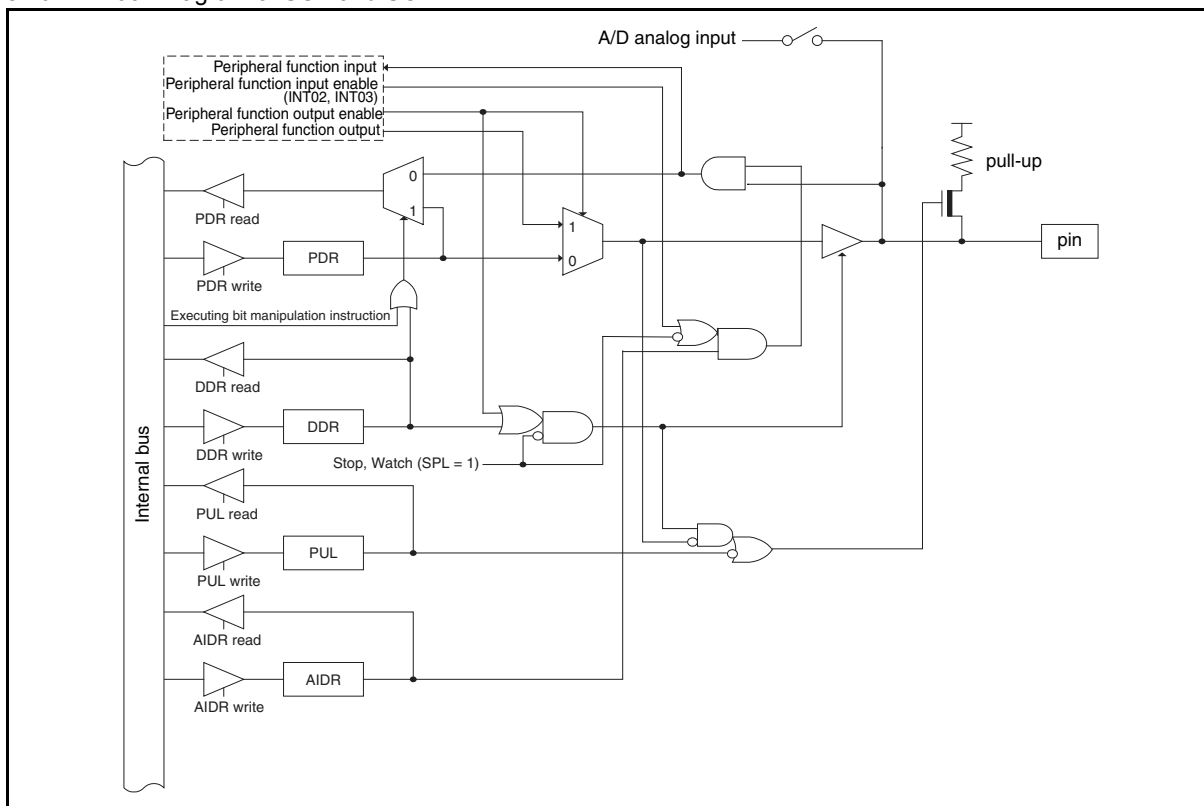 A/D analog input
Peripheral function input
Peripheral function input enable
(INT02, INT03)
Peripheral function output enable
Peripheral function output
pull-up
0
1
PDR read
1
0
pin
PDR
PDR write
Executing bit manipulation instruction
DDR read
DDR
DDR write
Stop, Watch (SPL = 1)
Internal bus
PUL read
PUL
PUL write
AIDR read
AIDR
AIDR write